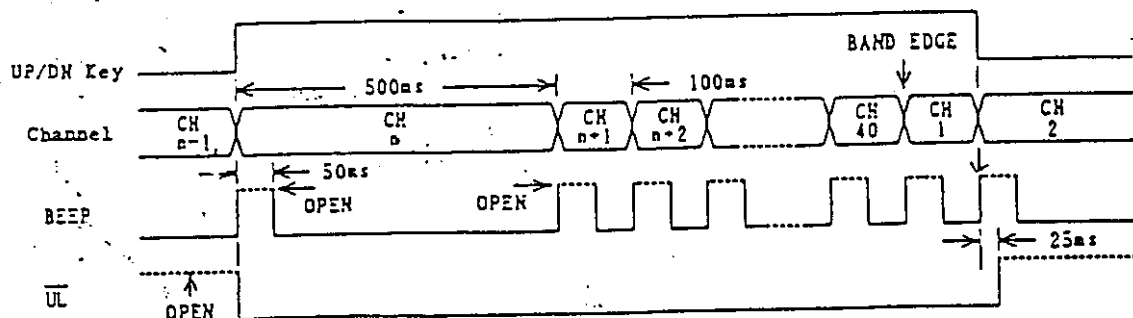 BAND EDGE
UP/DN Key
500ms
100ms
Channel
CH n-1
CH n
CH n+1
CH n+2
CH 40
CH 1
CH 2
50ms
BEEP
OPEN
OPEN
25ms
UL
OPEN